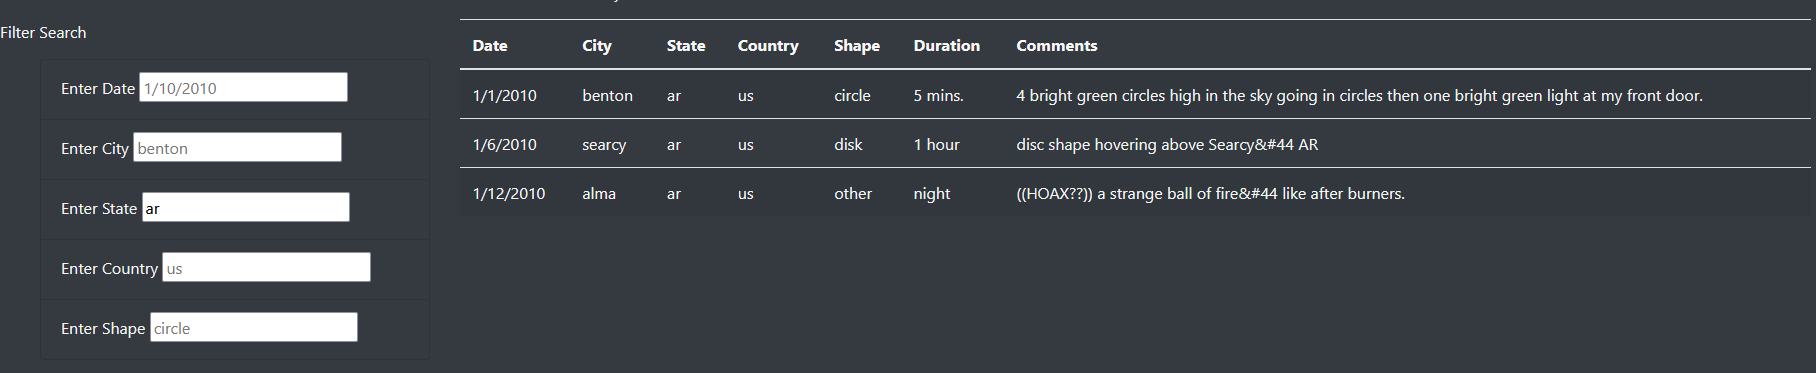 Filter Search
Enter Date 1/10/2010
Enter City benton
Enter State ar
Enter Country us
Enter Shape circle
Date City State Country Shape Duration Comments
1/1/2010 benton ar us circle 5 mins. 4 bright green circles high in the sky going in circles then one bright green light at my front door.
1/6/2010 searcy ar us disk 1 hour disc shape hovering above Searcy&#44 AR
1/12/2010 alma ar us other night ((HOAX??)) a strange ball of fire&#44 like after burners.